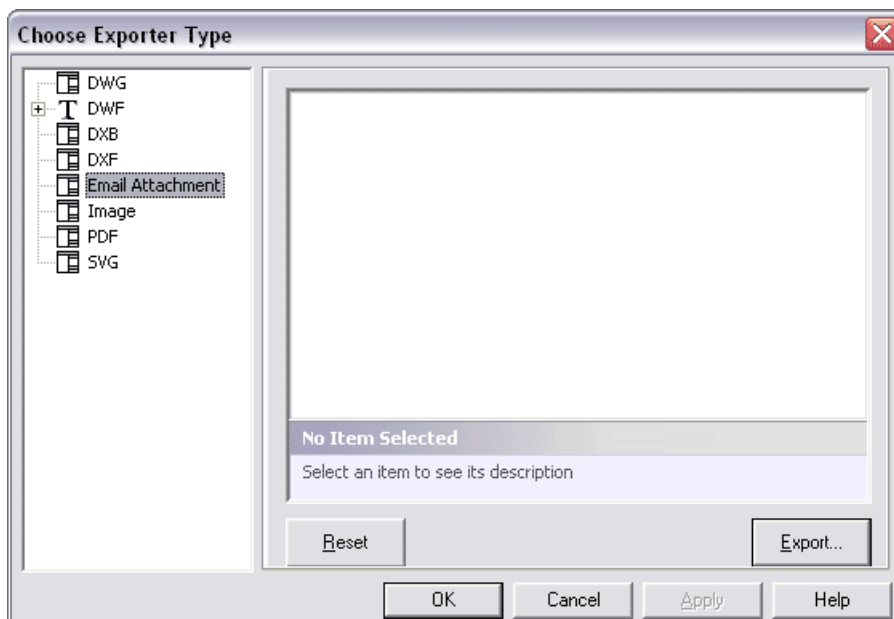 Choose Exporter Type
DWG
DWF
DXB
DXF
Email Attachment
Image
PDF
SVG
No Item Selected
Select an item to see its description
Reset
Export...
OK
Cancel
Apply
Help